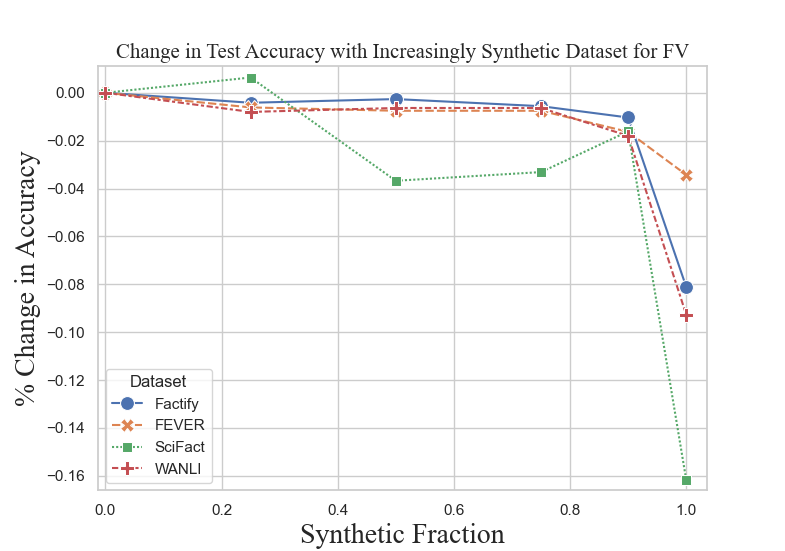 Change in Test Accuracy with Increasingly Synthetic Dataset for FV
% Change in Accuracy
0.00
−0.02
−0.04
−0.06
−0.08
−0.10
−0.12
−0.14
−0.16
Dataset
Factify
FEVER
SciFact
WANLI
0.0 0.2 0.4 0.6 0.8 1.0
Synthetic Fraction